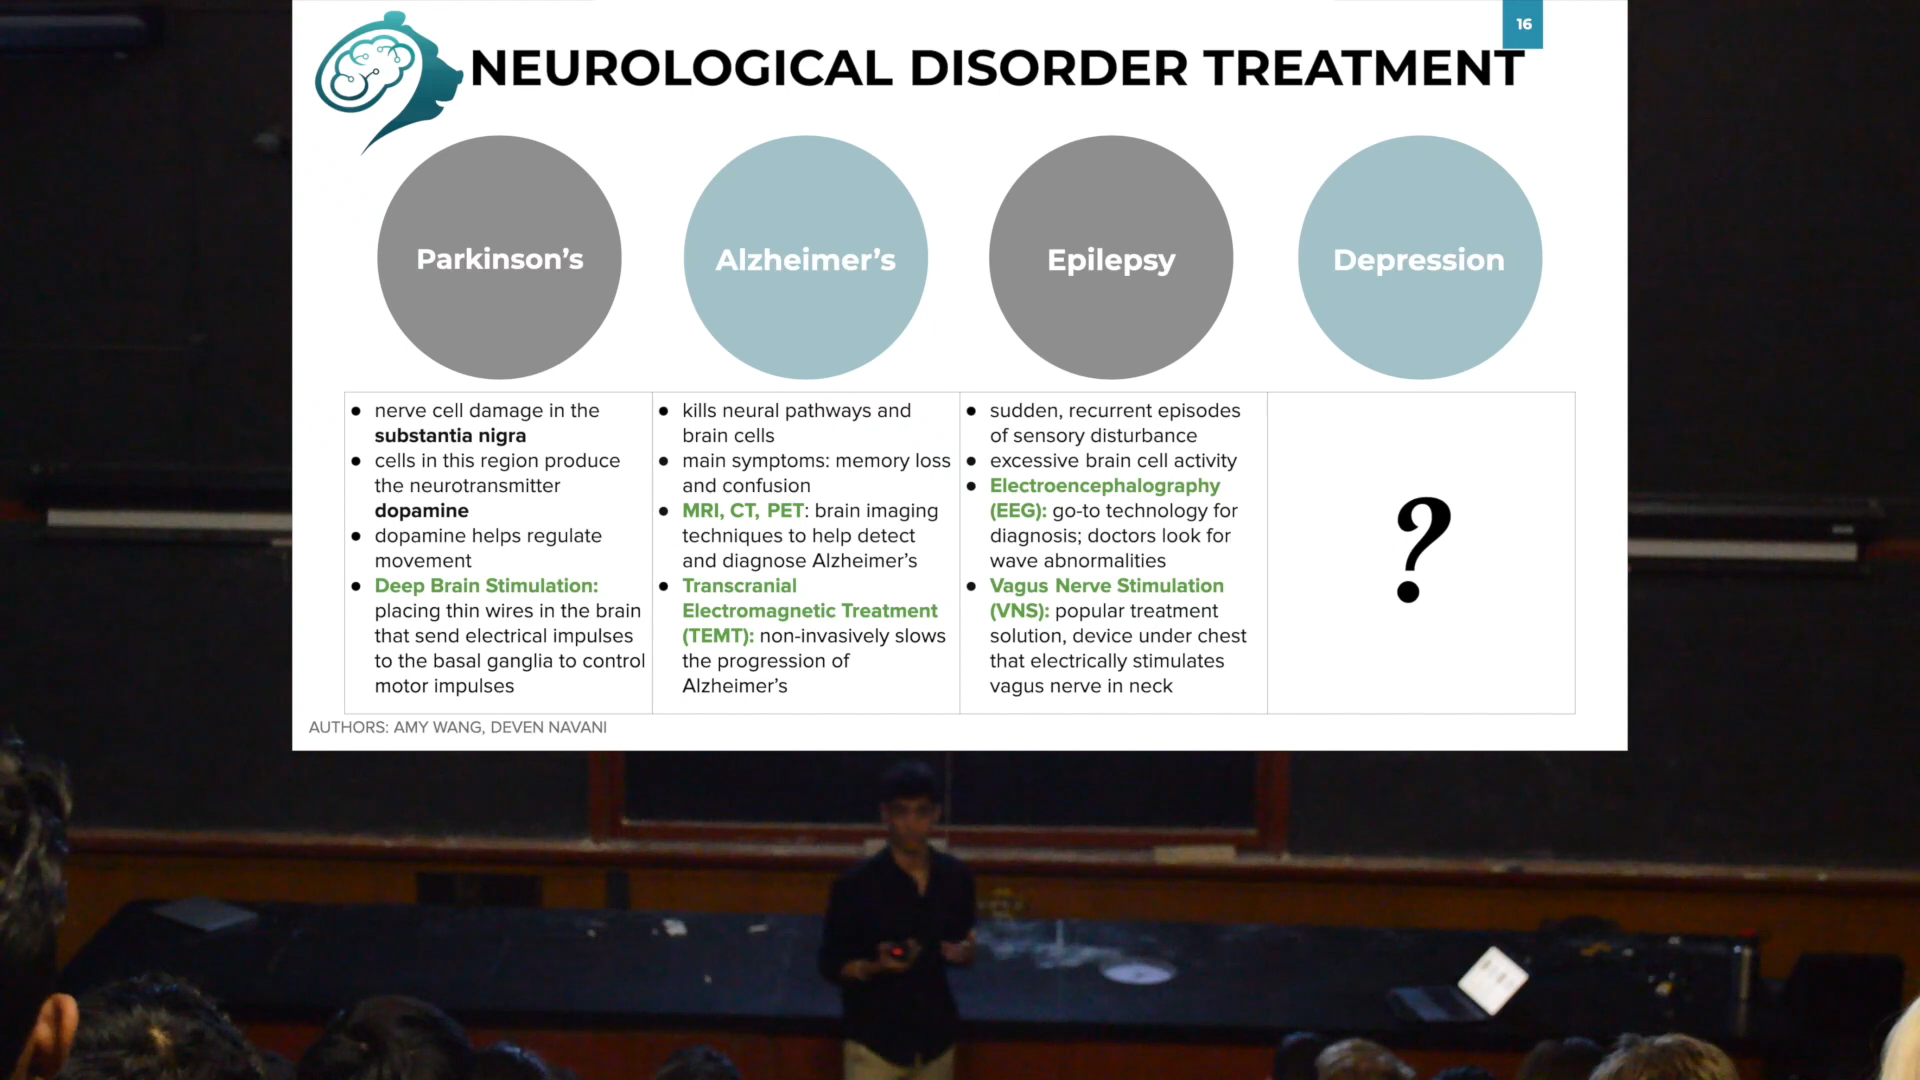 16
NEUROLOGICAL DISORDER TREATMENT
Parkinson’s
Alzheimer’s
Epilepsy
Depression
● nerve cell damage in the
substantia nigra
● cells in this region produce
the neurotransmitter
dopamine
● dopamine helps regulate
movement
● Deep Brain Stimulation:
placing thin wires in the brain
that send electrical impulses
to the basal ganglia to control
motor impulses
● kills neural pathways and
brain cells
● main symptoms: memory loss
and confusion
● MRI, CT, PET: brain imaging
techniques to help detect
and diagnose Alzheimer’s
● Transcranial
Electromagnetic Treatment
(TEMT): non-invasively slows
the progression of
Alzheimer’s
● sudden, recurrent episodes
of sensory disturbance
● excessive brain cell activity
● Electroencephalography
(EEG): go-to technology for
diagnosis; doctors look for
wave abnormalities
● Vagus Nerve Stimulation
(VNS): popular treatment
solution, device under chest
that electrically stimulates
vagus nerve in neck
?
AUTHORS: AMY WANG, DEVEN NAVANI